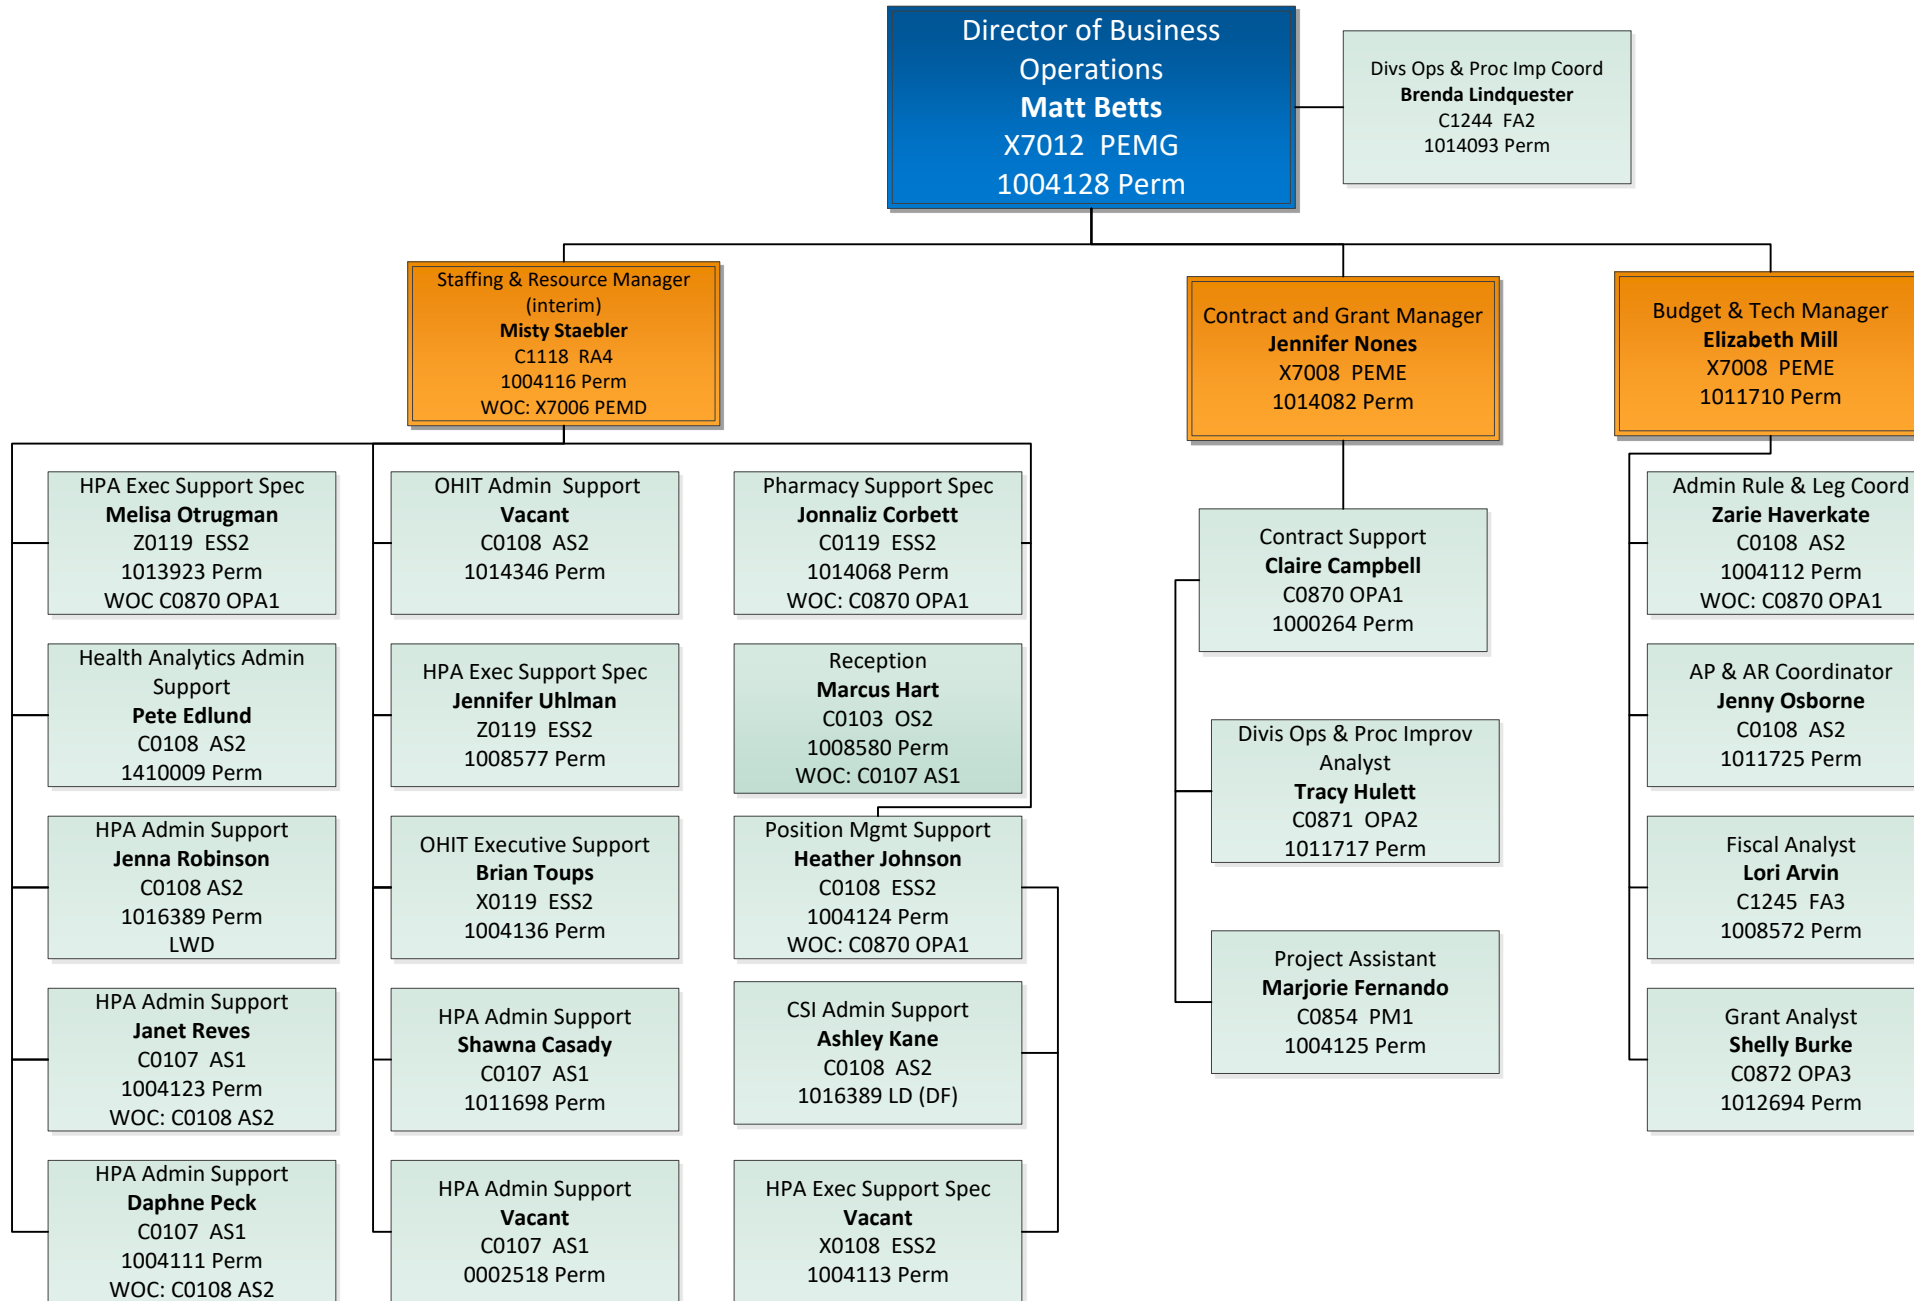 Director of Business
Operations
Matt Betts
X7012 PEMG
1004128 Perm
Divs Ops & Proc Imp Coord
Brenda Lindquester
C1244 FA2
1014093 Perm
Staffing & Resource Manager
(interim)
Misty Staebler
C1118 RA4
1004116 Perm
WOC: X7006 PEMD
Contract and Grant Manager
Jennifer Nones
X7008 PEME
1014082 Perm
Budget & Tech Manager
Elizabeth Mill
X7008 PEME
1011710 Perm
HPA Exec Support Spec
Melisa Otrugman
Z0119 ESS2
1013923 Perm
WOC C0870 OPA1
Health Analytics Admin
Support
Pete Edlund
C0108 AS2
1410009 Perm
HPA Admin Support
Jenna Robinson
C0108 AS2
1016389 Perm
LWD
HPA Admin Support
Janet Reves
C0107 AS1
1004123 Perm
WOC: C0108 AS2
HPA Admin Support
Daphne Peck
C0107 AS1
1004111 Perm
WOC: C0108 AS2
OHIT Admin Support
Vacant
C0108 AS2
1014346 Perm
HPA Exec Support Spec
Jennifer Uhlman
Z0119 ESS2
1008577 Perm
OHIT Executive Support
Brian Toups
X0119 ESS2
1004136 Perm
HPA Admin Support
Shawna Casady
C0107 AS1
1011698 Perm
HPA Admin Support
Vacant
C0107 AS1
0002518 Perm
Pharmacy Support Spec
Jonnaliz Corbett
C0119 ESS2
1014068 Perm
WOC: C0870 OPA1
Reception
Marcus Hart
C0103 OS2
1008580 Perm
WOC: C0107 AS1
Position Mgmt Support
Heather Johnson
C0108 ESS2
1004124 Perm
WOC: C0870 OPA1
CSI Admin Support
Ashley Kane
C0108 AS2
1016389 LD (DF)
HPA Exec Support Spec
Vacant
X0108 ESS2
1004113 Perm
Contract Support
Claire Campbell
C0870 OPA1
1000264 Perm
Divis Ops & Proc Improv
Analyst
Tracy Hulett
C0871 OPA2
1011717 Perm
Project Assistant
Marjorie Fernando
C0854 PM1
1004125 Perm
Admin Rule & Leg Coord
Zarie Haverkate
C0108 AS2
1004112 Perm
WOC: C0870 OPA1
AP & AR Coordinator
Jenny Osborne
C0108 AS2
1011725 Perm
Fiscal Analyst
Lori Arvin
C1245 FA3
1008572 Perm
Grant Analyst
Shelly Burke
C0872 OPA3
1012694 Perm